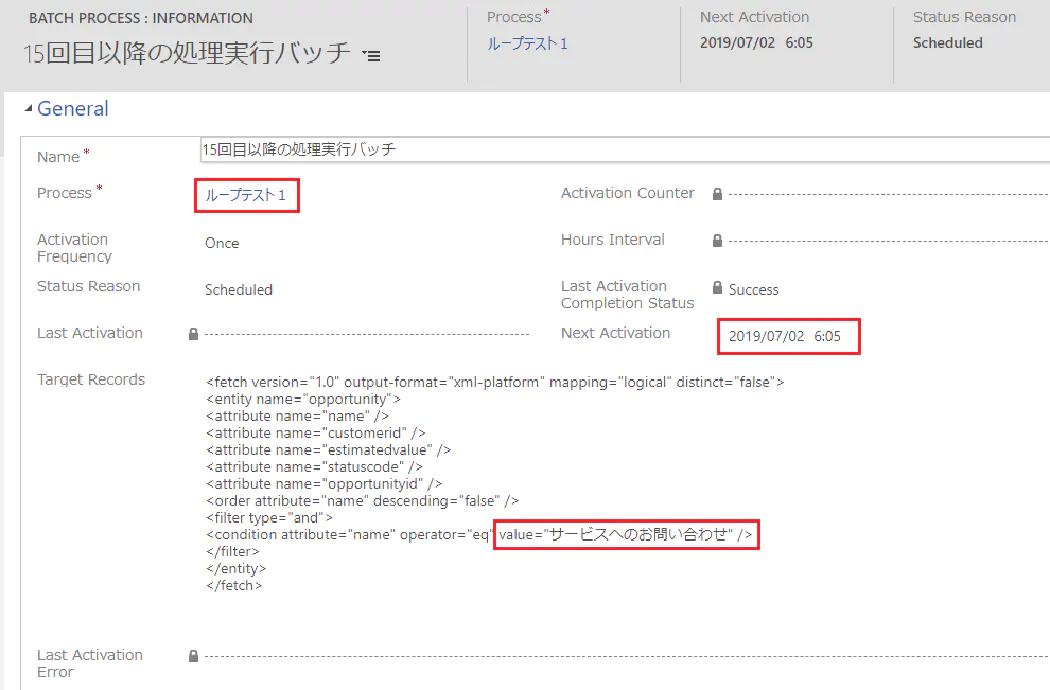 BATCH PROCESS : INFORMATION
15回目以降の処理実行バッチ
Process*
ループテスト1
Next Activation
2019/07/02 6:05
Status Reason
Scheduled
General
Name*
15回目以降の処理実行バッチ
Process*
ループテスト1
Activation Counter
Activation
Frequency
Once
Hours Interval
Status Reason
Scheduled
Last Activation
Completion Status
Success
Last Activation
Next Activation
2019/07/02 6:05
Target Records
<fetch version="1.0" output-format="xml-platform" mapping="logical" distinct="false">
<entity name="opportunity">
<attribute name="name" />
<attribute name="customerid" />
<attribute name="estimatedvalue" />
<attribute name="statuscode" />
<attribute name="opportunityid" />
<order attribute="name" descending="false" />
<filter type="and">
<condition attribute="name" operator="eq" value="サービスへのお問い合わせ" />
</filter>
</entity>
</fetch>
Last Activation
Error